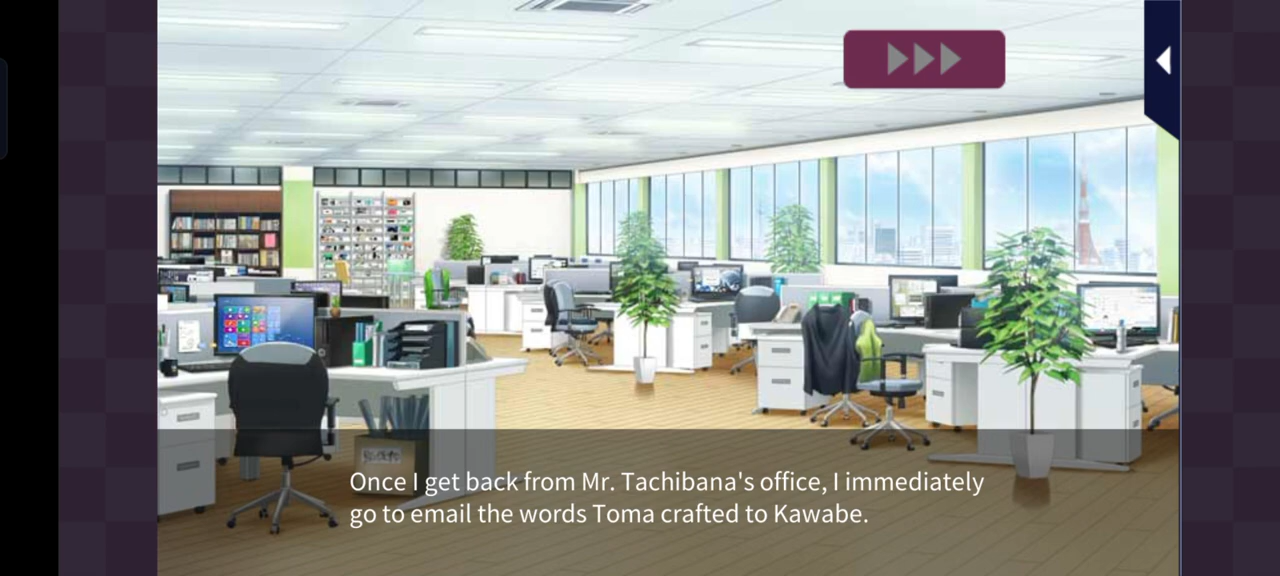 Once I get back from Mr. Tachibana's office, I immediately
go to email the words Toma crafted to Kawabe.